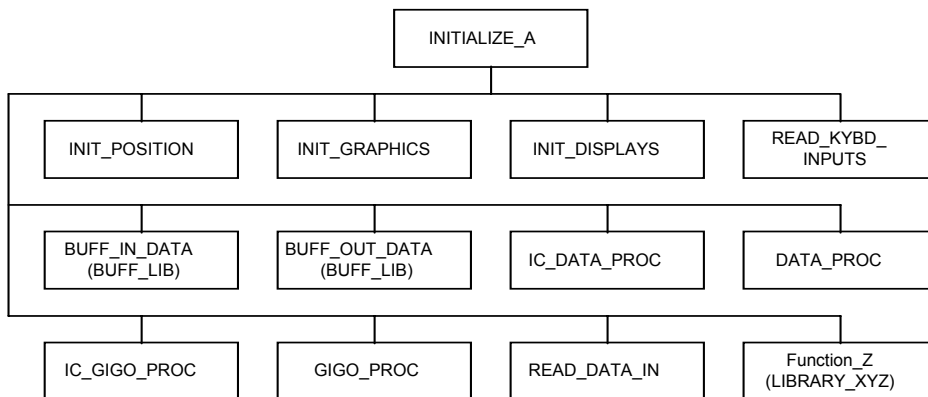 INITIALIZE_A
INIT_POSITION
INIT_GRAPHICS
INIT_DISPLAYS
READ_KYBD_
INPUTS
BUFF_IN_DATA
(BUFF_LIB)
BUFF_OUT_DATA
(BUFF_LIB)
IC_DATA_PROC
DATA_PROC
IC_GIGO_PROC
GIGO_PROC
READ_DATA_IN
Function_Z
(LIBRARY_XYZ)